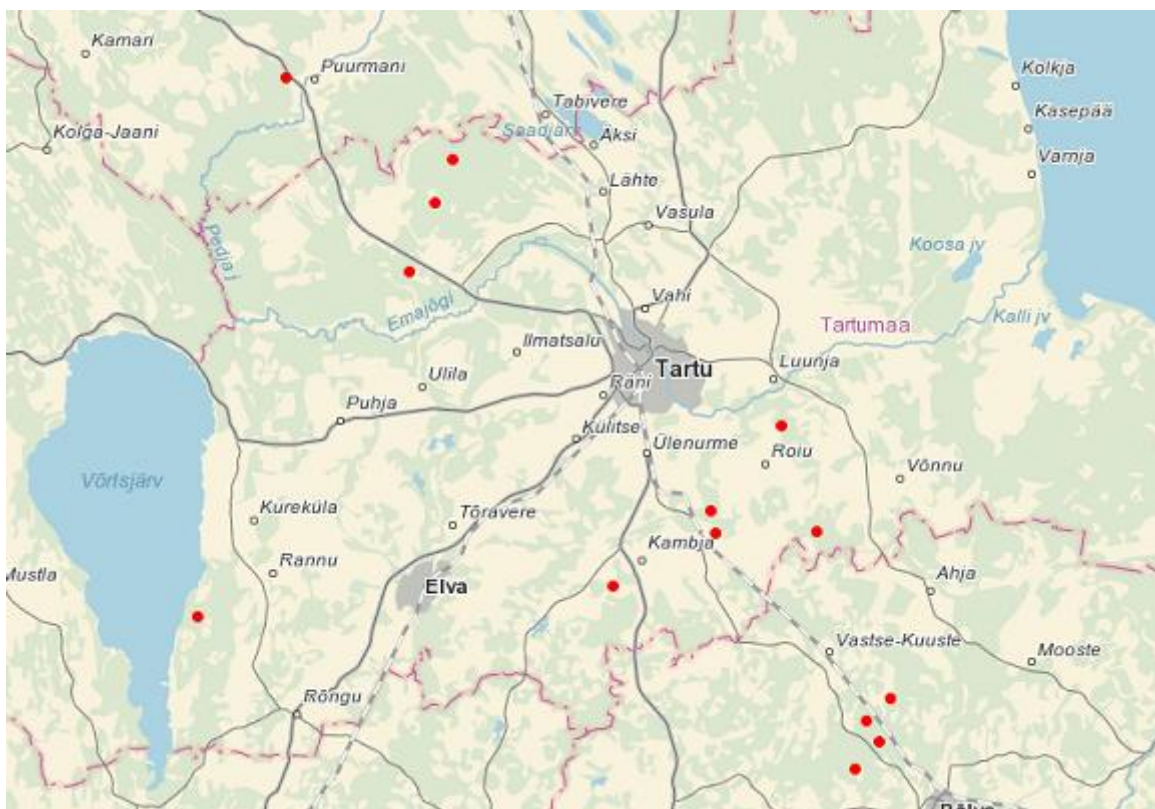 Kamari
Puurmani
Kolkja
Tabivere
Kasepää
Kolga-Jaani
Saadjärv
Äksi
Varnja
Lähte
Vasula
Pedja j
Koosa jv
Emajõgi
Vahi
Kalli jv
Tartumaa
Ilmatsalu
Luunja
Tartu
Ulila
Räni
Puhja
Külitse
Ülenurme
Roiu
Võnnu
Võrtsjärv
Kureküla
Tõravere
Kambja
Rannu
Mustla
Elva
Ahja
Vastse-Kuuste
Mooste
Rõngu